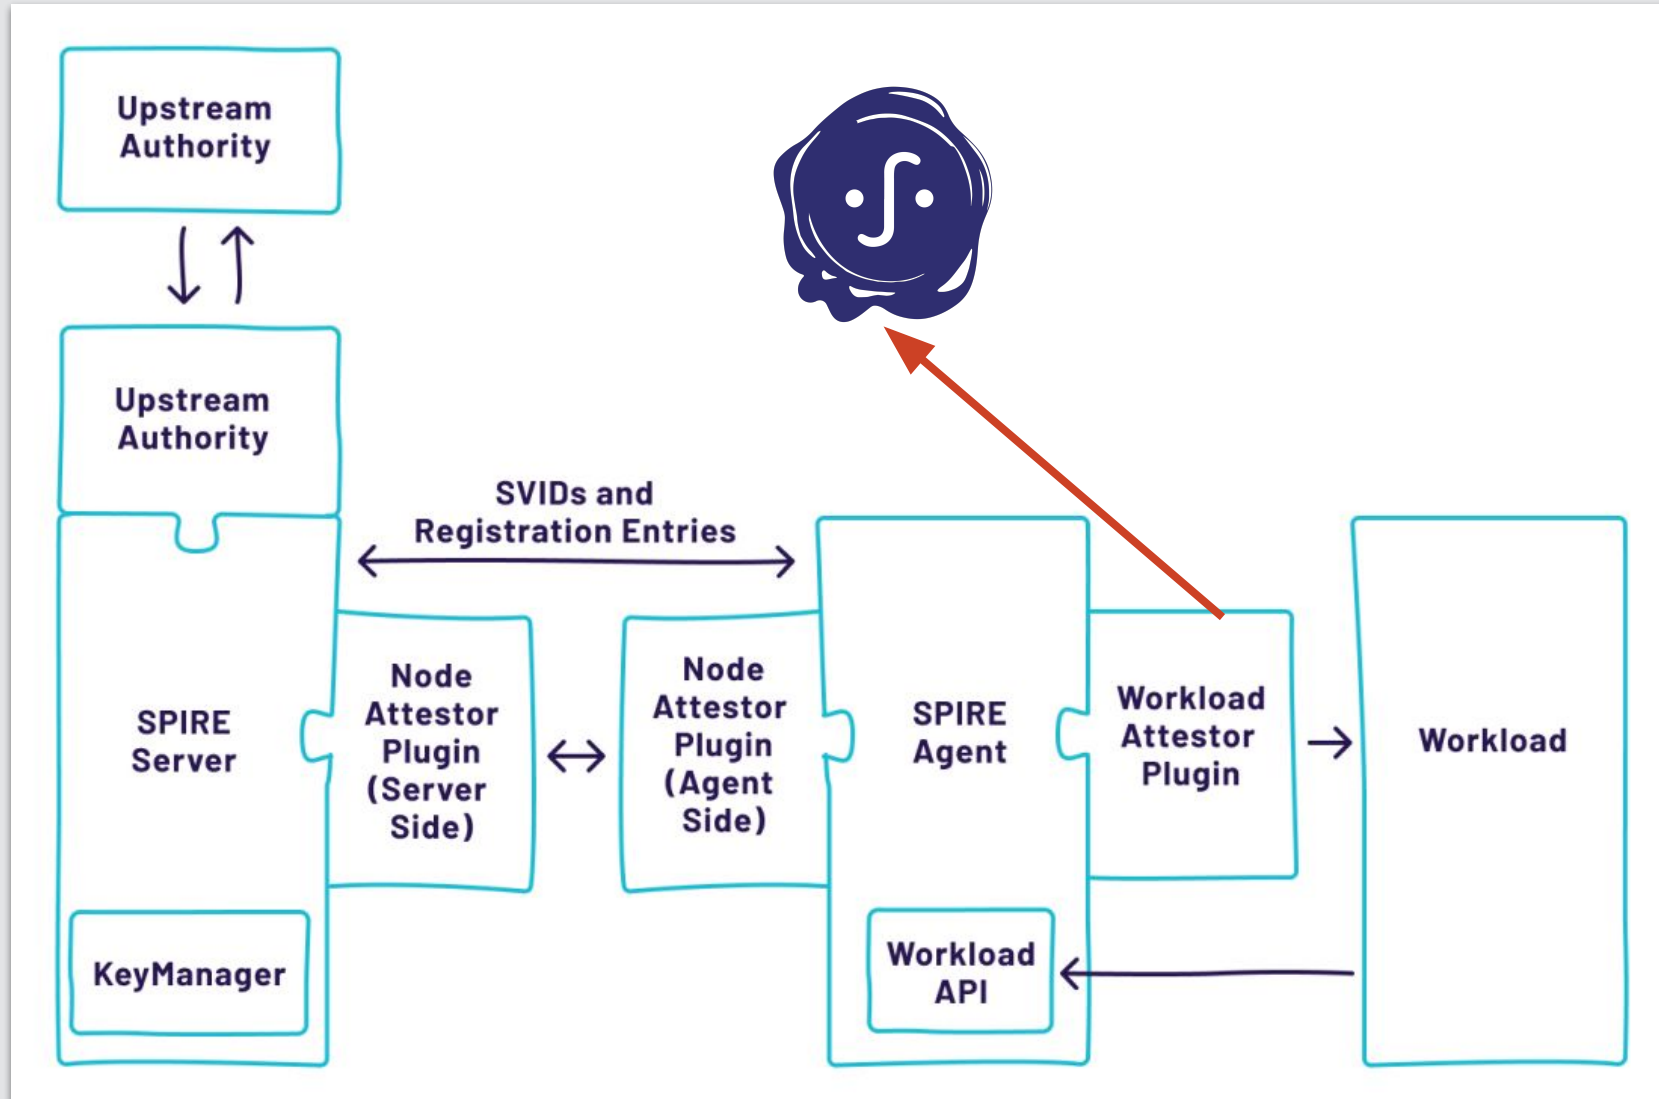 Upstream
Authority
Upstream
Authority
SVIDs and
Registration Entries
SPIRE
Server
Node
Attestor
Plugin
(Server
Side)
Node
Attestor
Plugin
(Agent
Side)
SPIRE
Agent
Workload
Attestor
Plugin
Workload
KeyManager
Workload
API